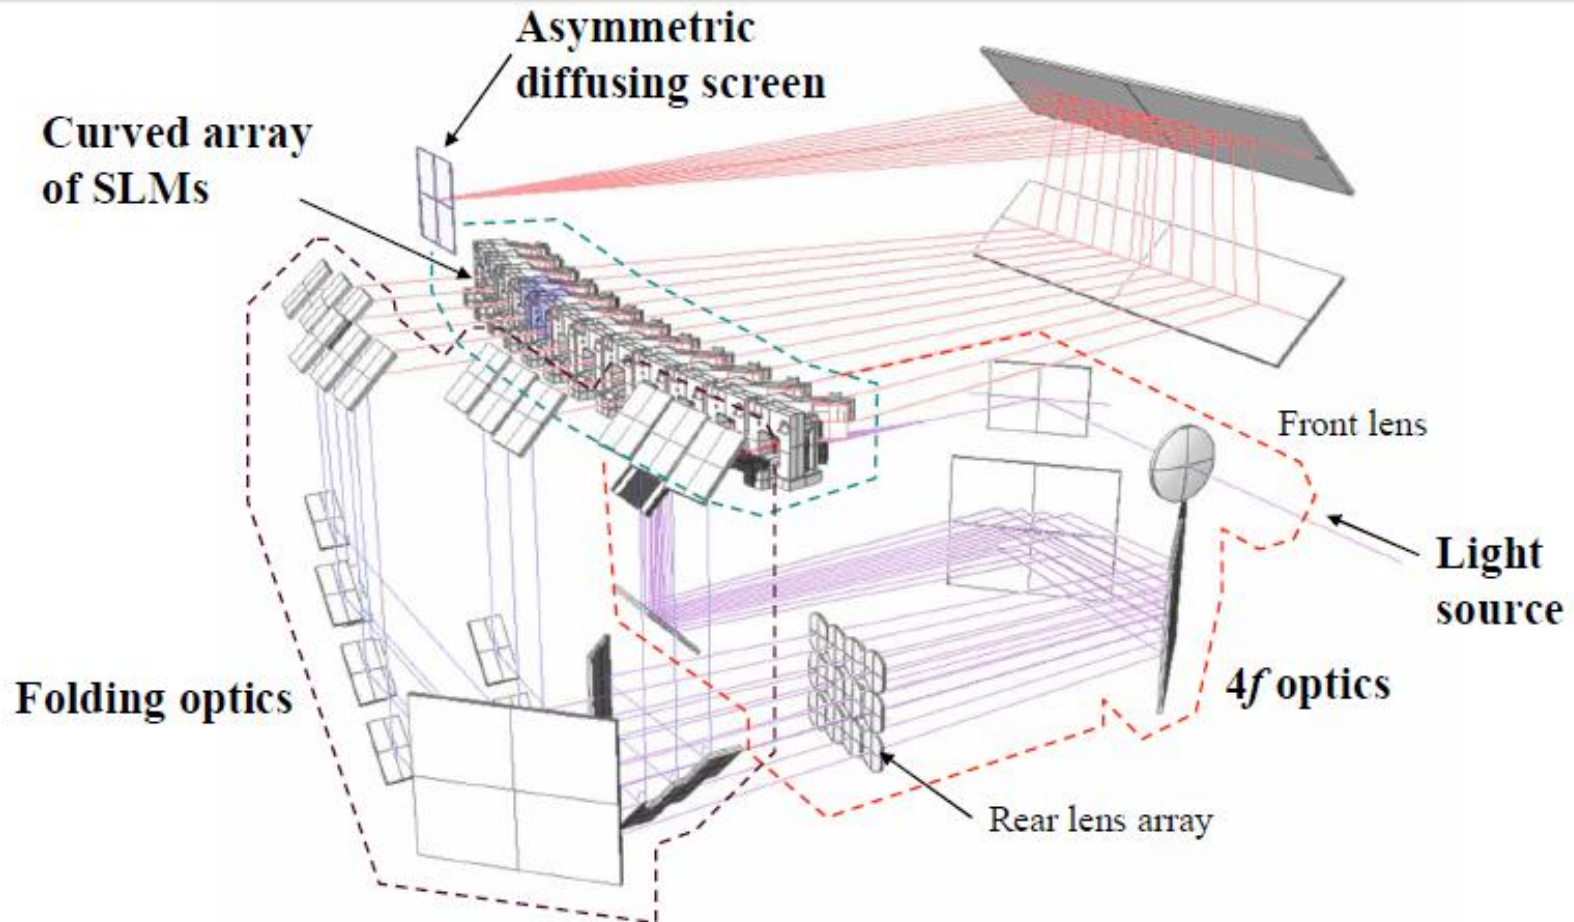 Asymmetric
diffusing screen
Curved array
of SLMs
Front lens
Light
source
Folding optics
4f optics
Rear lens array